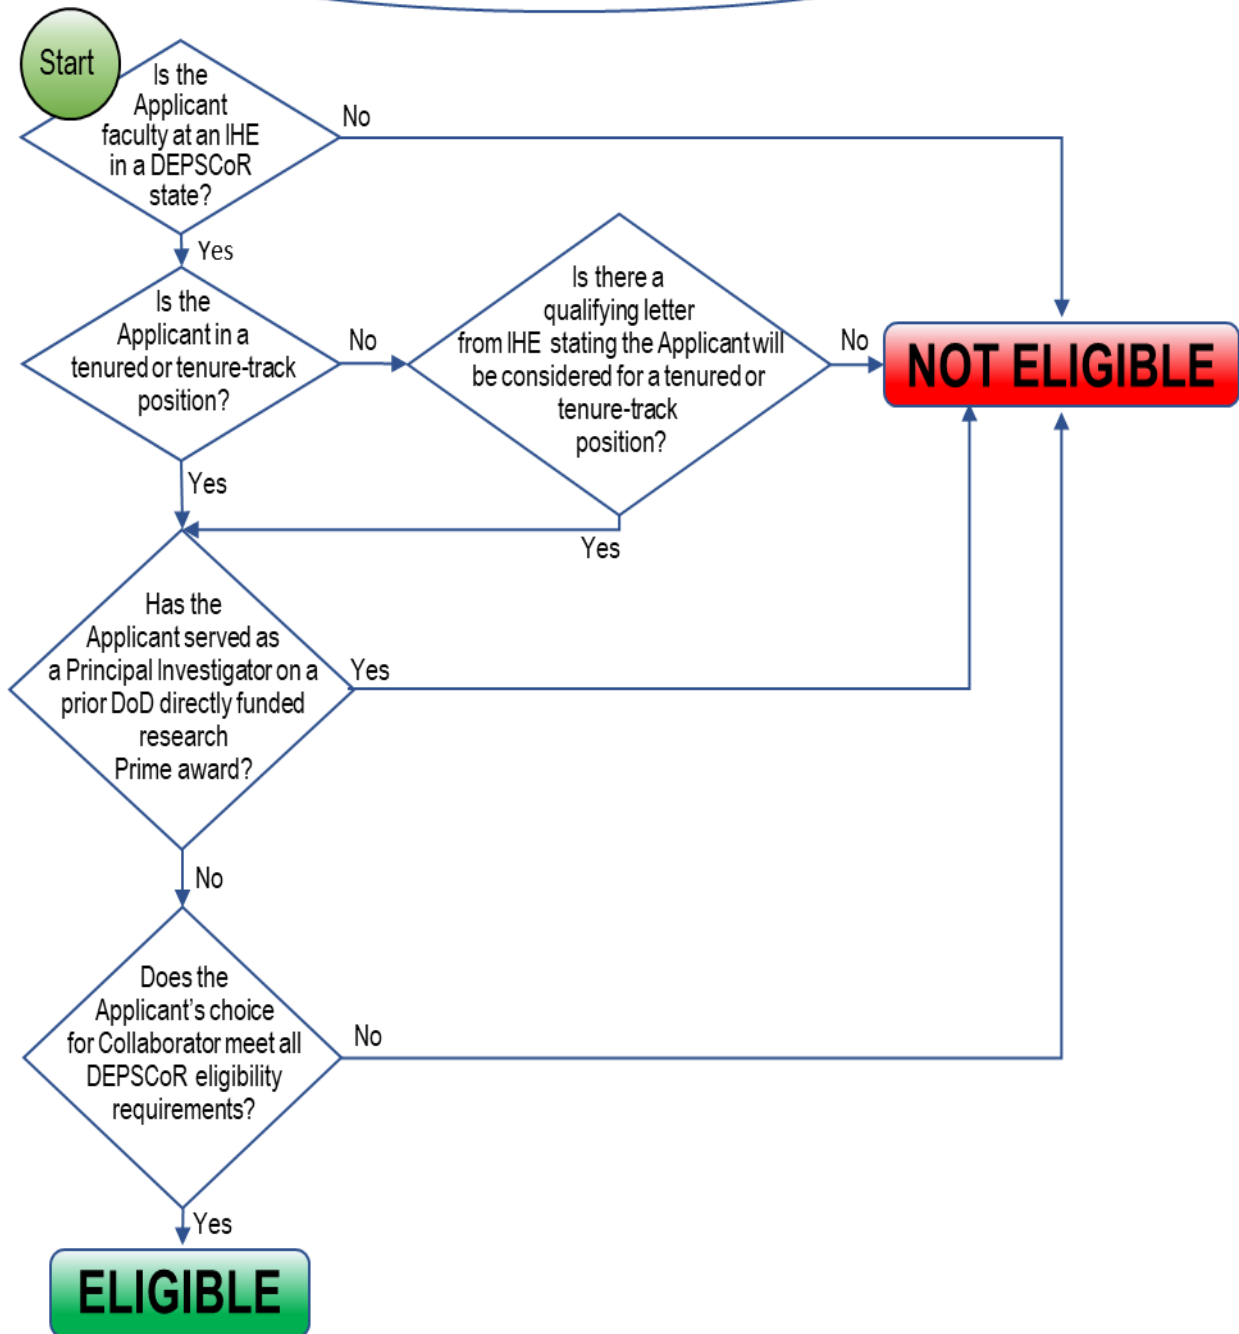 Start
Is the
Applicant
faculty at an IHE
in a DEPSCoR
state?
No
Yes
Is the
Applicant in a
tenured or tenure-track
position?
No
Is there a
qualifying letter
from IHE stating the Applicant will
be considered for a tenured or
tenure-track
position?
No
NOT ELIGIBLE
Yes
Yes
Has the
Applicant served as
a Principal Investigator on a
prior DoD directly funded
research
Prime award?
Yes
No
Does the
Applicant’s choice
for Collaborator meet all
DEPSCoR eligibility
requirements?
No
Yes
ELIGIBLE